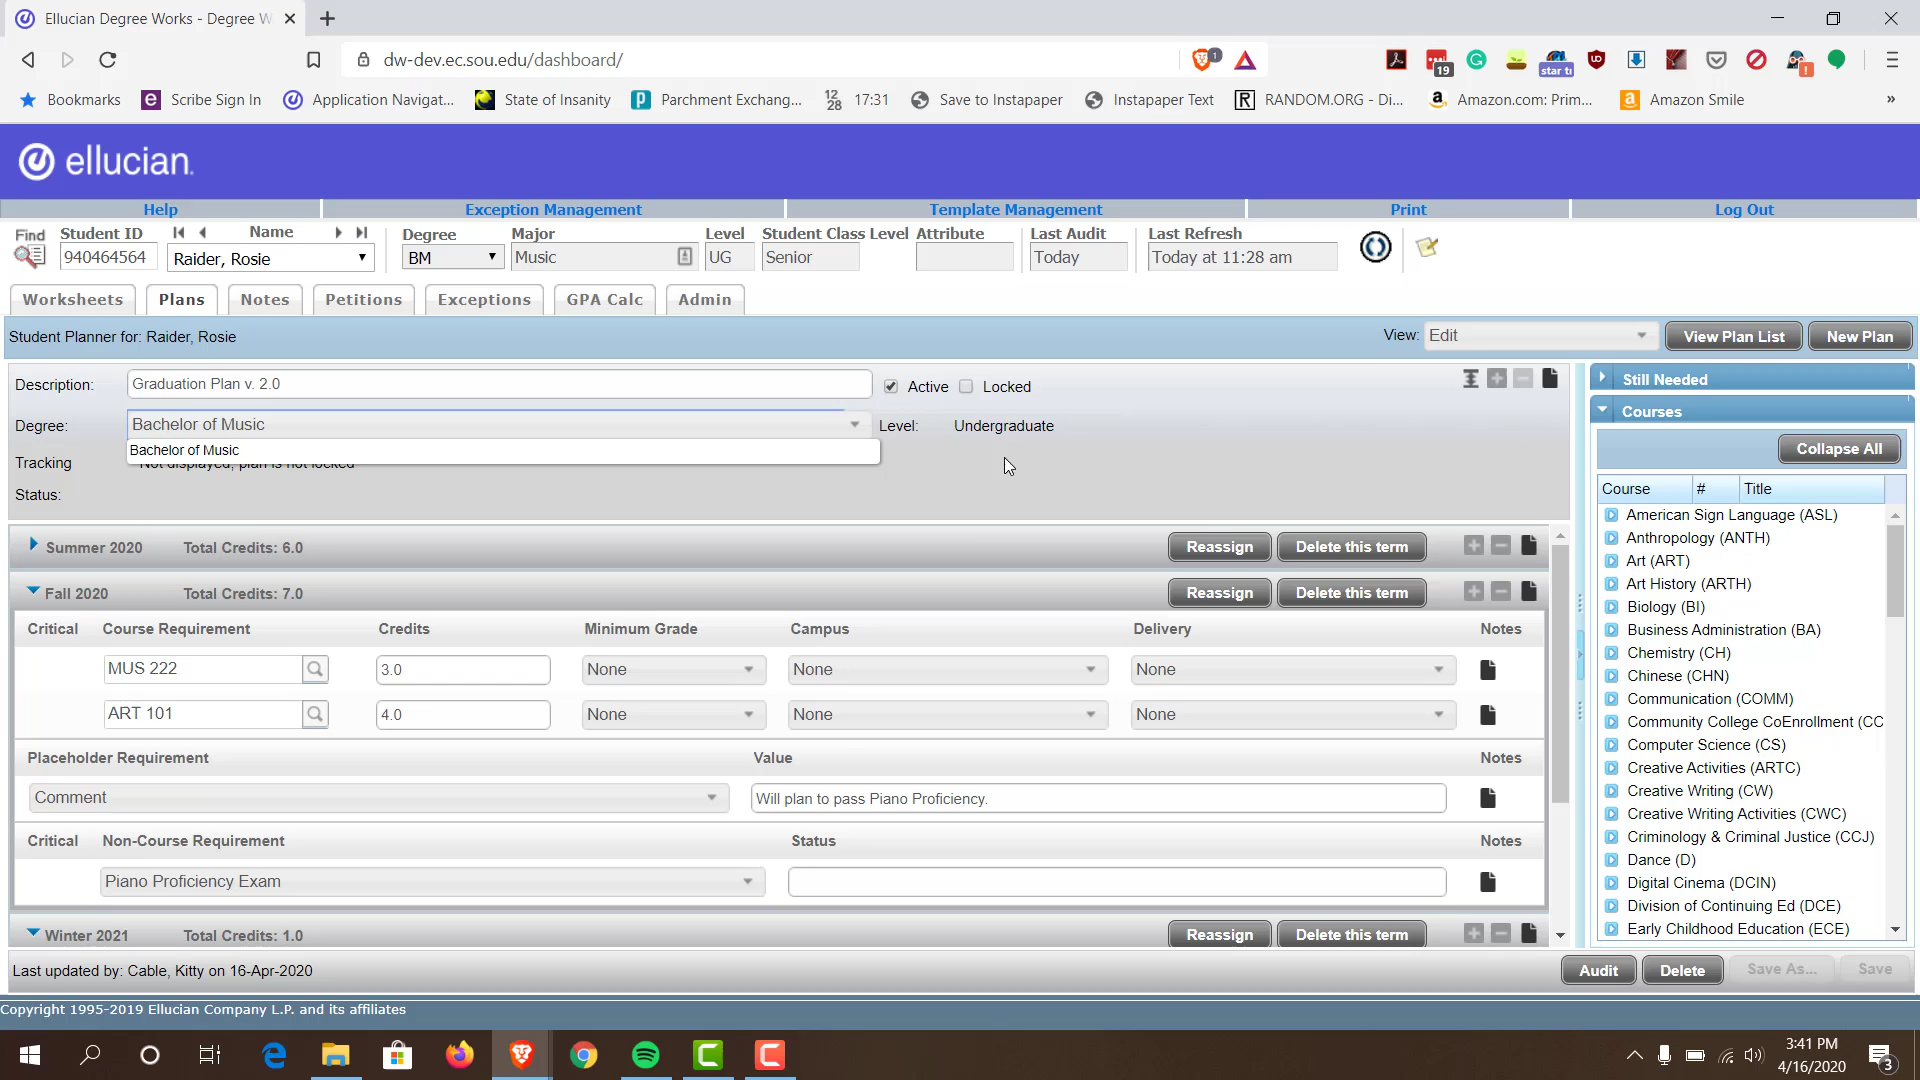 Ellucian Degree Works - Degree W
dw-dev.ec.sou.edu/dashboard/
1
19
star ti
Bookmarks Scribe Sign In Application Navigat... State of Insanity Parchment Exchang... 12 28 17:31 Save to Instapaper Instapaper Text RANDOM.ORG - Di... Amazon.com: Prim... Amazon Smile »
ellucian.
Help Exception Management Template Management Print Log Out
Find Student ID Name Degree Major Level Student Class Level Attribute Last Audit Last Refresh
940464564 Raider, Rosie BM Music UG Senior Today Today at 11:28 am
Worksheets Plans Notes Petitions Exceptions GPA Calc Admin
Student Planner for: Raider, Rosie View: Edit View Plan List New Plan
Description: Graduation Plan v. 2.0 Active Locked
Degree: Bachelor of Music Level: Undergraduate
Bachelor of Music
Tracking Not displayed, plan is not locked
Status:
Summer 2020 Total Credits: 6.0 Reassign Delete this term
Fall 2020 Total Credits: 7.0 Reassign Delete this term
Critical Course Requirement Credits Minimum Grade Campus Delivery Notes
MUS 222 3.0 None None None
ART 101 4.0 None None None
Placeholder Requirement Value Notes
Comment Will plan to pass Piano Proficiency.
Critical Non-Course Requirement Status Notes
Piano Proficiency Exam
Winter 2021 Total Credits: 1.0 Reassign Delete this term
Still Needed
Courses
Collapse All
Course # Title
American Sign Language (ASL)
Anthropology (ANTH)
Art (ART)
Art History (ARTH)
Biology (BI)
Business Administration (BA)
Chemistry (CH)
Chinese (CHN)
Communication (COMM)
Community College CoEnrollment (CC
Computer Science (CS)
Creative Activities (ARTC)
Creative Writing (CW)
Creative Writing Activities (CWC)
Criminology & Criminal Justice (CCJ)
Dance (D)
Digital Cinema (DCIN)
Division of Continuing Ed (DCE)
Early Childhood Education (ECE)
Last updated by: Cable, Kitty on 16-Apr-2020 Audit Delete Save As... Save
Copyright 1995-2019 Ellucian Company L.P. and its affiliates
3:41 PM
4/16/2020
3